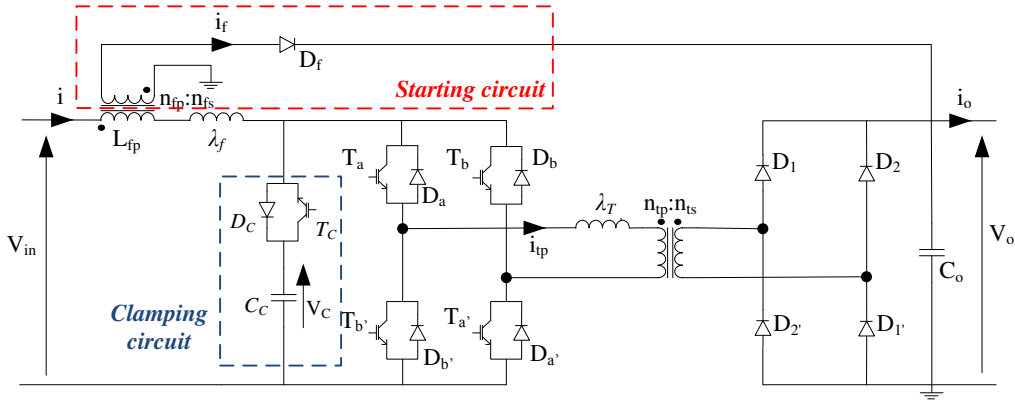 i_f
D_f
Starting circuit
i
n_fp:n_fs
L_fp
λ_f
i_o
T_a
D_a
T_b
D_b
D_1
D_2
D_C
T_C
λ_T
n_tp:n_ts
i_tp
V_in
V_o
C_C
V_C
C_o
Clamping
circuit
T_b'
D_b'
T_a'
D_a'
D_2'
D_1'